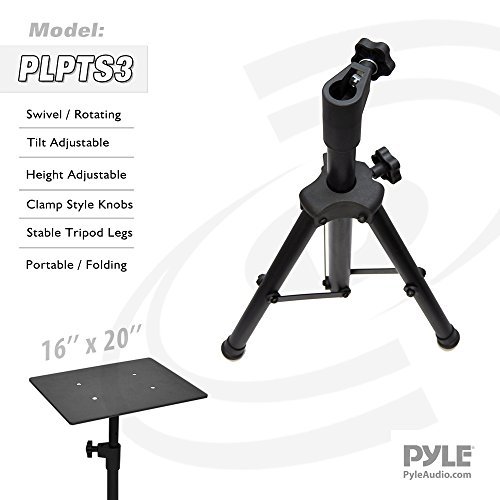 Model:
PLPTS3
Swivel / Rotating
Tilt Adjustable
Height Adjustable
Clamp Style Knobs
Stable Tripod Legs
Portable / Folding
16'' x 20''
PYLE®
PyleAudio.com